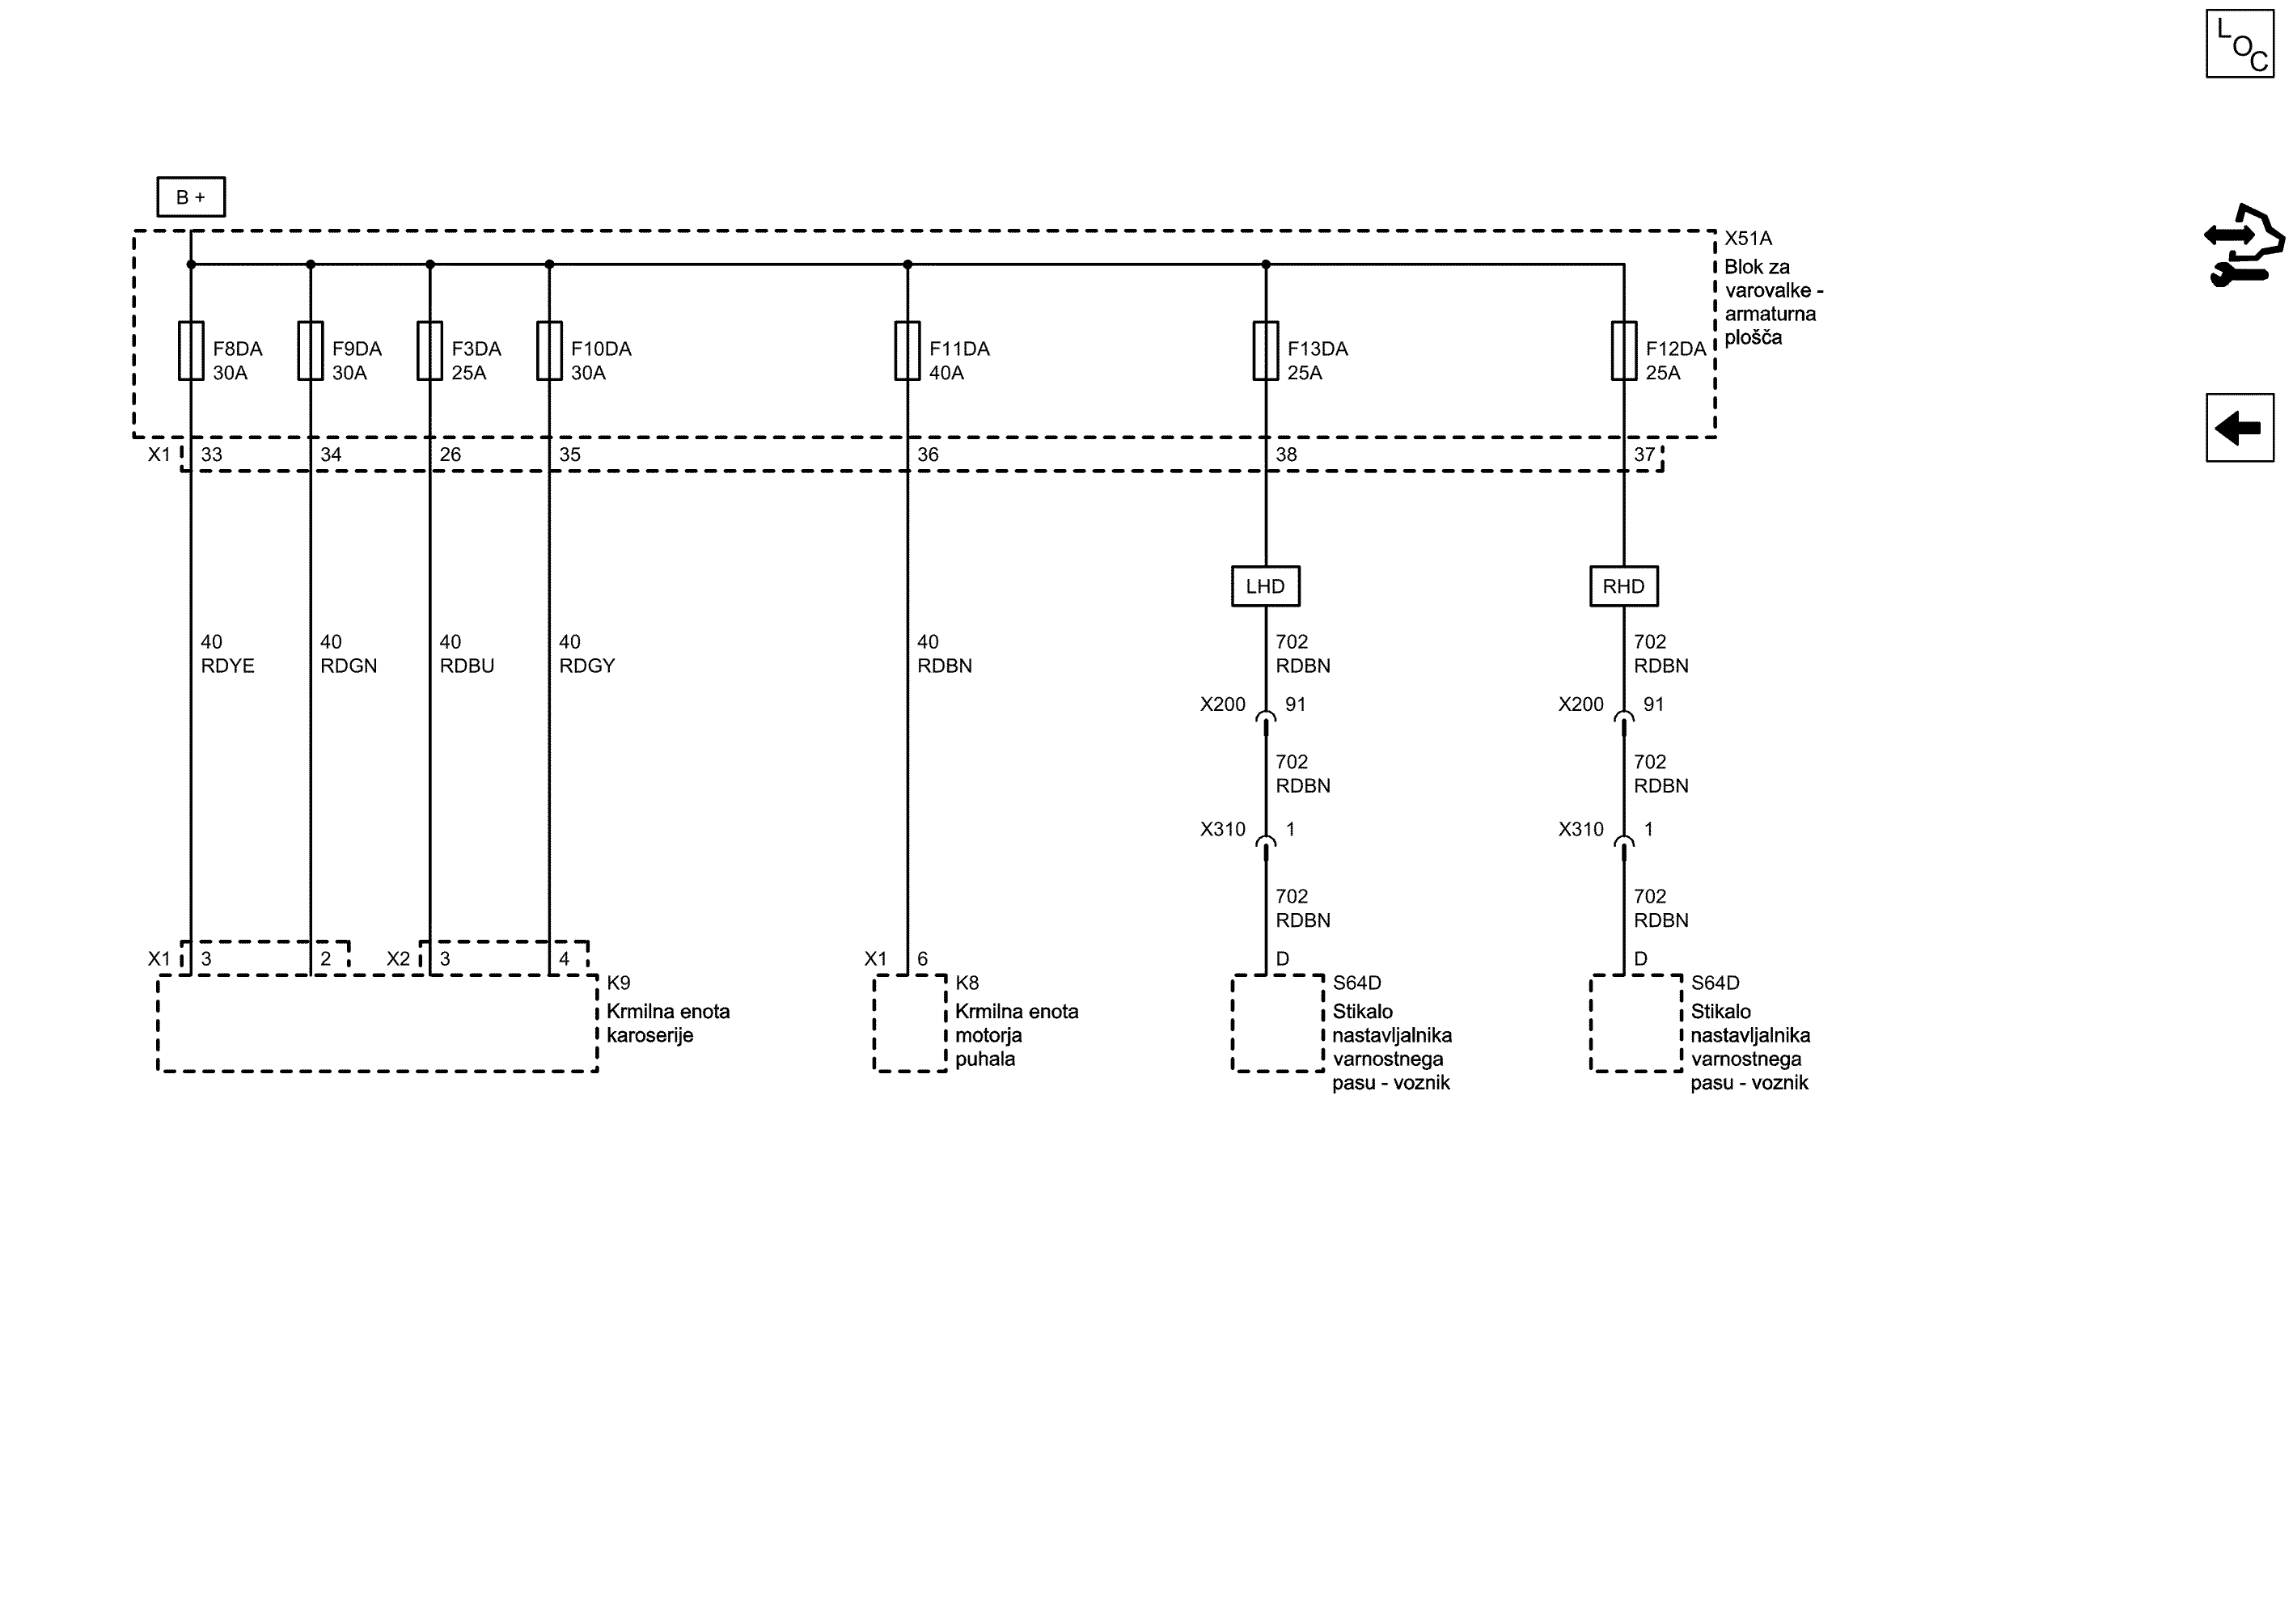 LOC
B +
X51A
Blok za
varovalke -
armaturna
plošča
F8DA
30A
F9DA
30A
F3DA
25A
F10DA
30A
F11DA
40A
F13DA
25A
F12DA
25A
X1 33 34 26 35 36 38 37
LHD
RHD
40
RDYE
40
RDGN
40
RDBU
40
RDGY
40
RDBN
702
RDBN
702
RDBN
X200 91
X200 91
702
RDBN
702
RDBN
X310 1
X310 1
702
RDBN
702
RDBN
X1 3 2 X2 3 4 X1 6 D D
K9
Krmilna enota
karoserije
K8
Krmilna enota
motorja
puhala
S64D
Stikalo
nastavljalnika
varnostnega
pasu - voznik
S64D
Stikalo
nastavljalnika
varnostnega
pasu - voznik